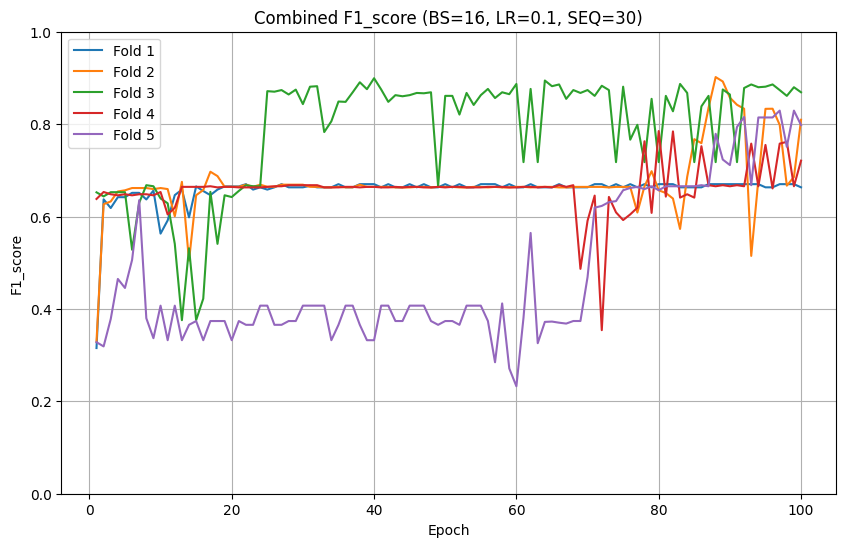 Combined F1_score (BS=16, LR=0.1, SEQ=30)
Fold 1
Fold 2
Fold 3
Fold 4
Fold 5
F1_score
1.0
0.8
0.6
0.4
0.2
0.0
0 20 40 60 80 100
Epoch